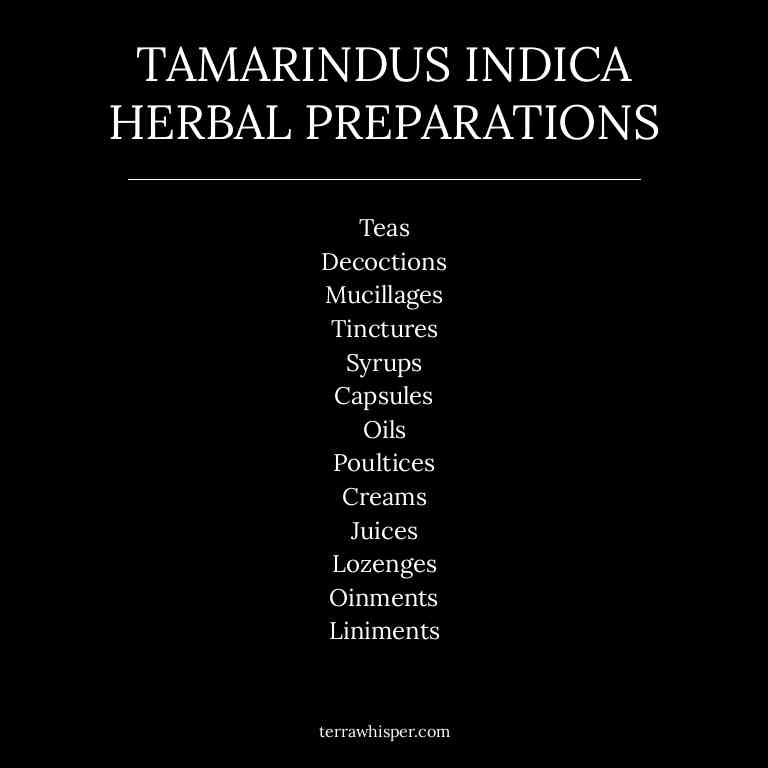 TAMARINDUS INDICA
HERBAL PREPARATIONS
Teas
Decoctions
Mucillages
Tinctures
Syrups
Capsules
Oils
Poultices
Creams
Juices
Lozenges
Oinments
Liniments
terrawhisper.com